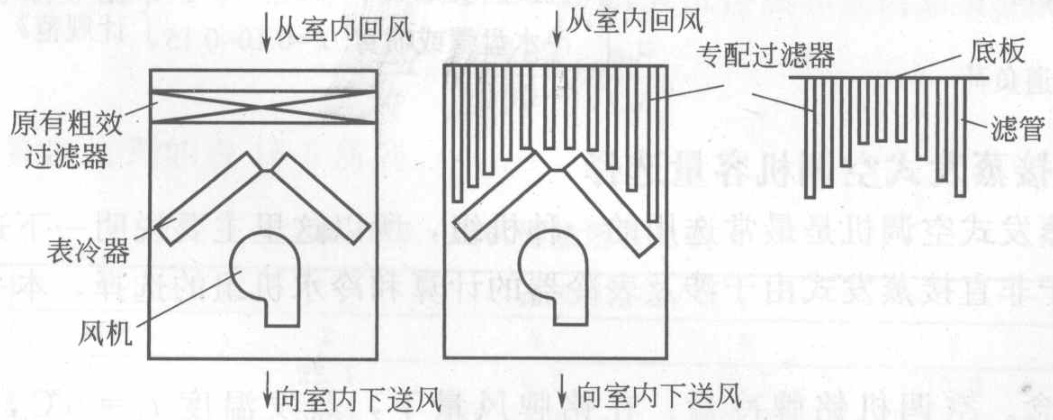 从室内回风
从室内回风
专配过滤器
底板
原有粗效
过滤器
滤管
表冷器
风机
向室内下送风
向室内下送风